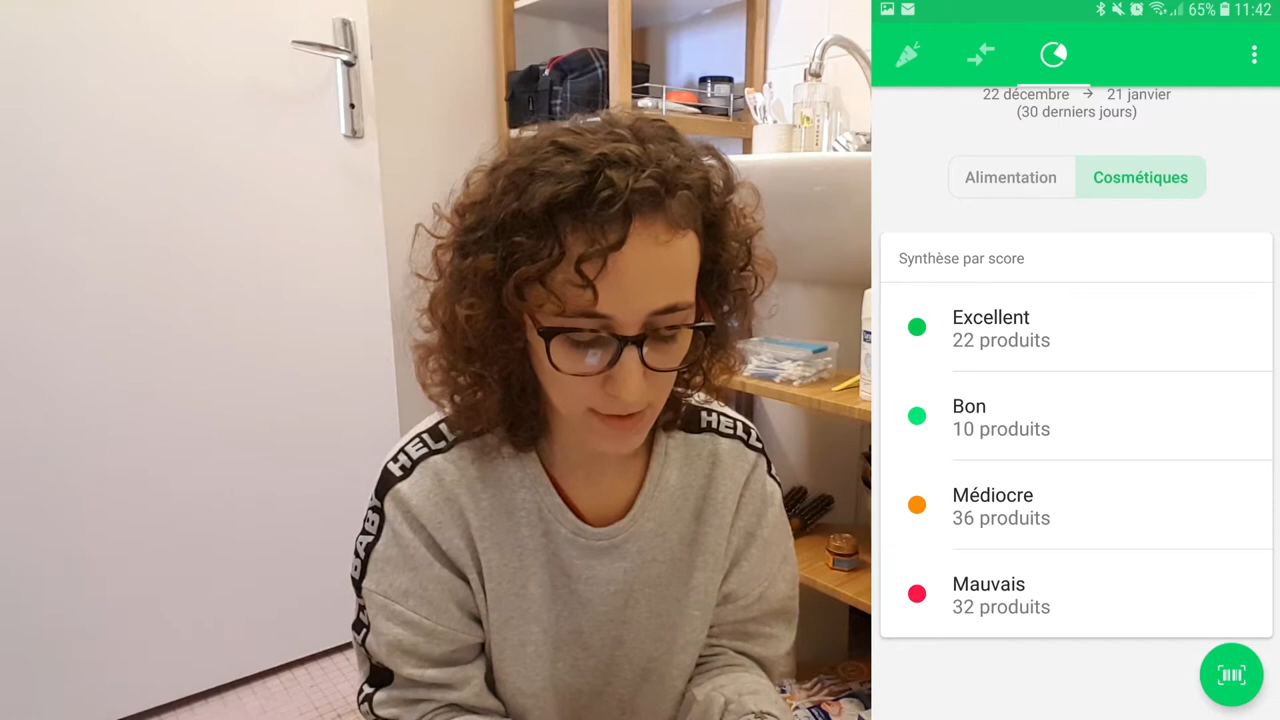 65% 11:42
22 décembre → 21 janvier
(30 derniers jours)
Alimentation Cosmétiques
Synthèse par score
Excellent
22 produits
Bon
10 produits
Médiocre
36 produits
Mauvais
32 produits
HELL
HELL
BABY